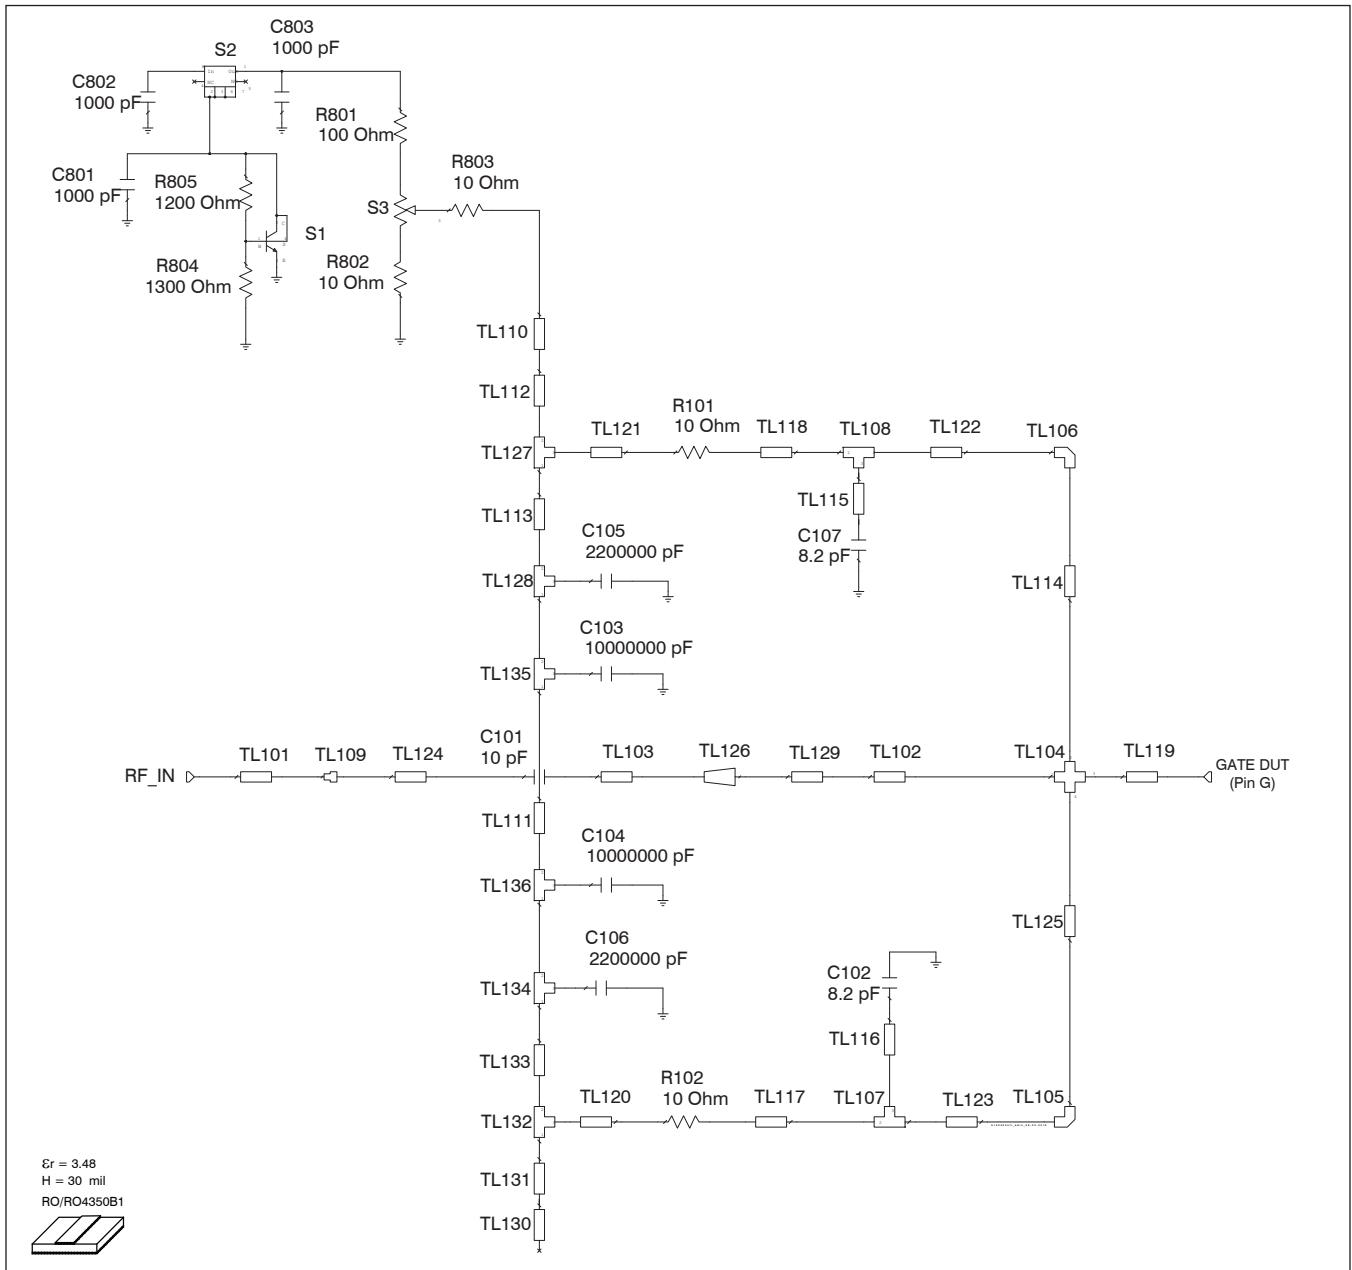 C803
1000 pF
S2
C802
1000 pF
R801
100 Ohm
C801
1000 pF
R805
1200 Ohm
R803
10 Ohm
S3
S1
R804
1300 Ohm
R802
10 Ohm
TL110
TL112
R101
10 Ohm
TL127
TL121
TL118
TL108
TL122
TL106
TL113
TL115
C105
2200000 pF
C107
8.2 pF
TL128
TL114
C103
10000000 pF
TL135
C101
10 pF
RF_IN
TL101
TL109
TL124
TL103
TL126
TL129
TL102
TL104
TL119
GATE DUT
(Pin G)
TL111
C104
10000000 pF
TL136
TL125
C106
2200000 pF
C102
8.2 pF
TL134
TL116
TL133
R102
10 Ohm
TL132
TL120
TL117
TL107
TL123
TL105
TL131
TL130
εr = 3.48
H = 30 mil
RO/RO4350B1